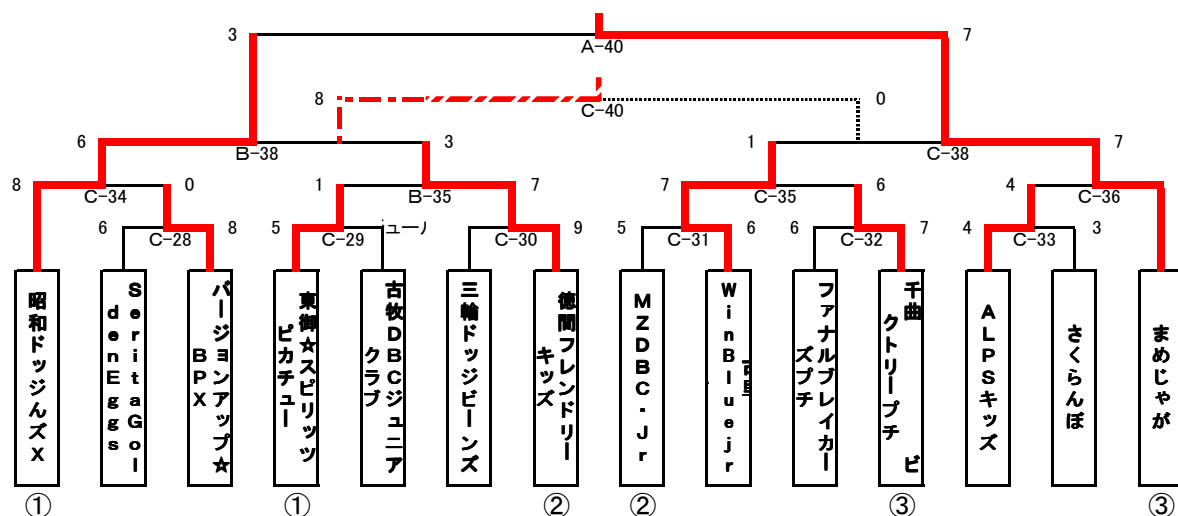 3
7
A-40
8
0
C-40
6
3
1
7
B-38
C-38
8
0
1
7
7
6
4
C-34
B-35
C-35
C-36
6
8
5
9
5
6
6
7
4
3
C-28
C-29
C-30
C-31
C-32
C-33
昭和ドッジんズX
SeritaGol
denEggs
バージョンアップ☆
BPX
東御☆スピリッツ
ピカチュー
古牧DBCジュニア
クラブ
三輪ドッジビーンズ
徳間フレンドリー
キッズ
MZDBC・Jr
WinBluejr
古里
ファナルブレイカー
ズプチ
千曲 ビ
クトリープチ
ALPSキッズ
さくらんぼ
まめじゃが
①
①
②
②
③
③